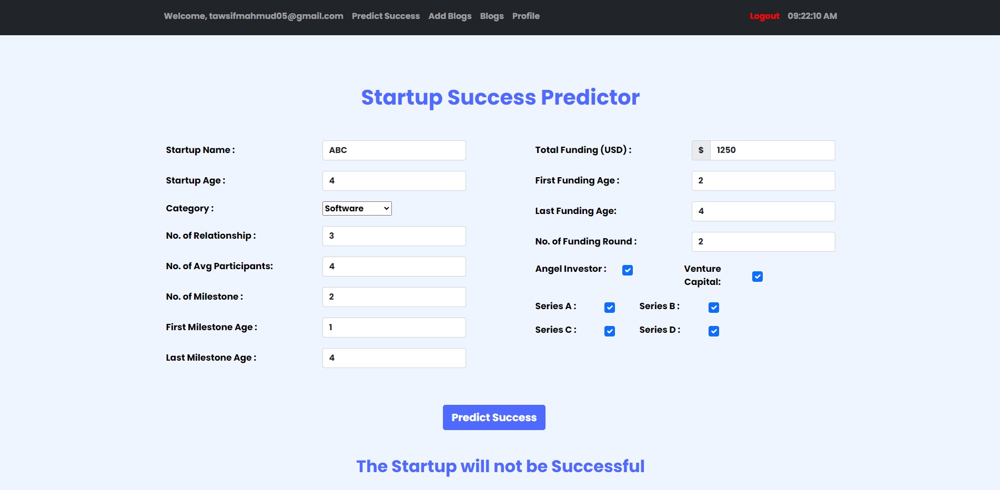 Welcome, tawsifmahmud05@gmail.com Predict Success Add Blogs Blogs Profile Logout 09:22:10 AM
Startup Success Predictor
Startup Name : ABC
Startup Age : 4
Category : Software
No. of Relationship : 3
No. of Avg Participants: 4
No. of Milestone : 2
First Milestone Age : 1
Last Milestone Age : 4
Total Funding (USD) : $ 1250
First Funding Age : 2
Last Funding Age: 4
No. of Funding Round : 2
Angel Investor : Venture
Capital:
Series A : Series B :
Series C : Series D :
Predict Success
The Startup will not be Successful